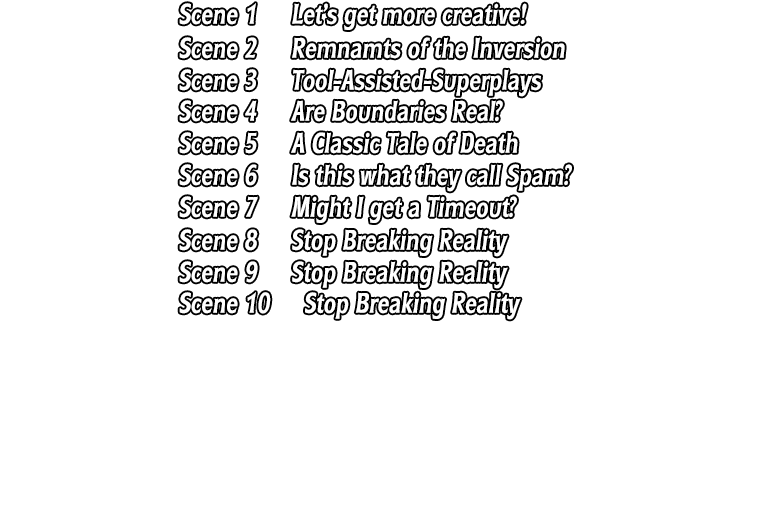 Scene 1 Let's get more creative!
Scene 2 Remnamts of the Inversion
Scene 3 Tool-Assisted-Superplays
Scene 4 Are Boundaries Real?
Scene 5 A Classic Tale of Death
Scene 6 Is this what they call Spam?
Scene 7 Might I get a Timeout?
Scene 8 Stop Breaking Reality
Scene 9 Stop Breaking Reality
Scene 10 Stop Breaking Reality